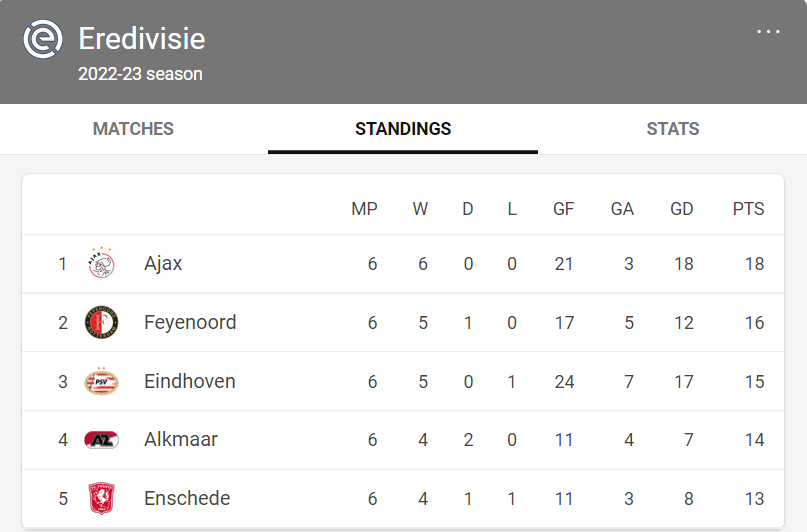 Eredivisie
2022-23 season
MATCHES STANDINGS STATS
MP W D L GF GA GD PTS
1 AJAX Ajax 6 6 0 0 21 3 18 18
2 Feyenoord 6 5 1 0 17 5 12 16
3 PSV Eindhoven 6 5 0 1 24 7 17 15
4 AZ Alkmaar 6 4 2 0 11 4 7 14
5 Enschede 6 4 1 1 11 3 8 13